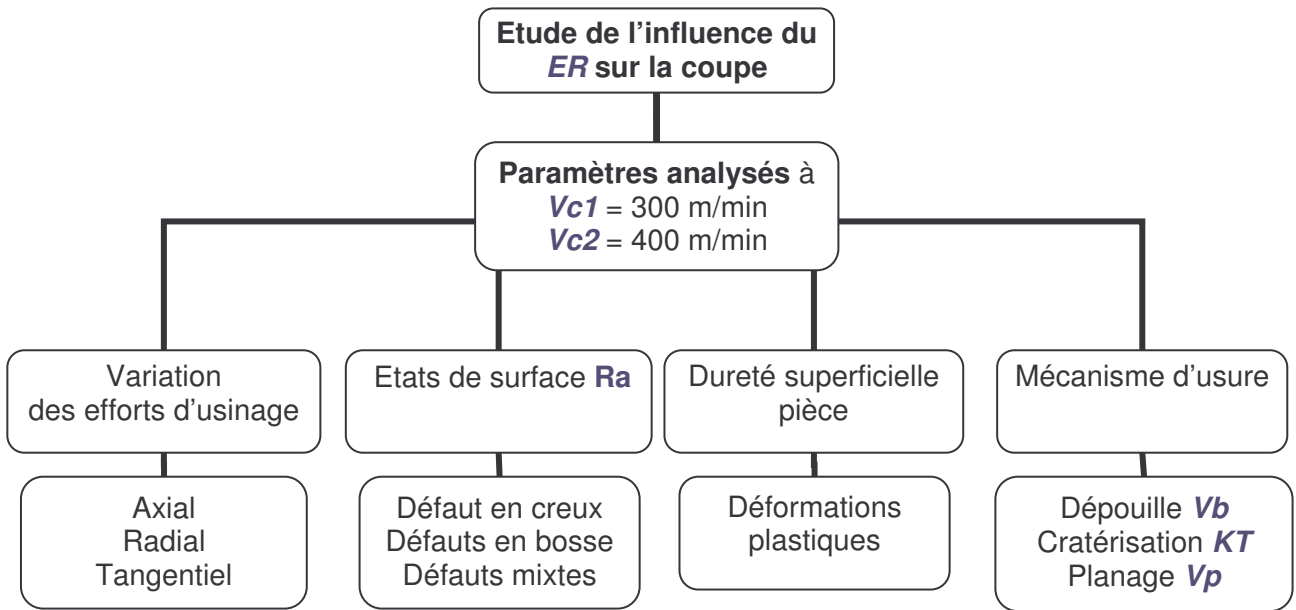 Etude de l'influence du
ER sur la coupe
Paramètres analysés à
Vc1 = 300 m/min
Vc2 = 400 m/min
Variation
des efforts d'usinage
Etats de surface Ra
Dureté superficielle
pièce
Mécanisme d'usure
Axial
Radial
Tangentiel
Défaut en creux
Défauts en bosse
Défauts mixtes
Déformations
plastiques
Dépouille Vb
Cratérisation KT
Planage Vp